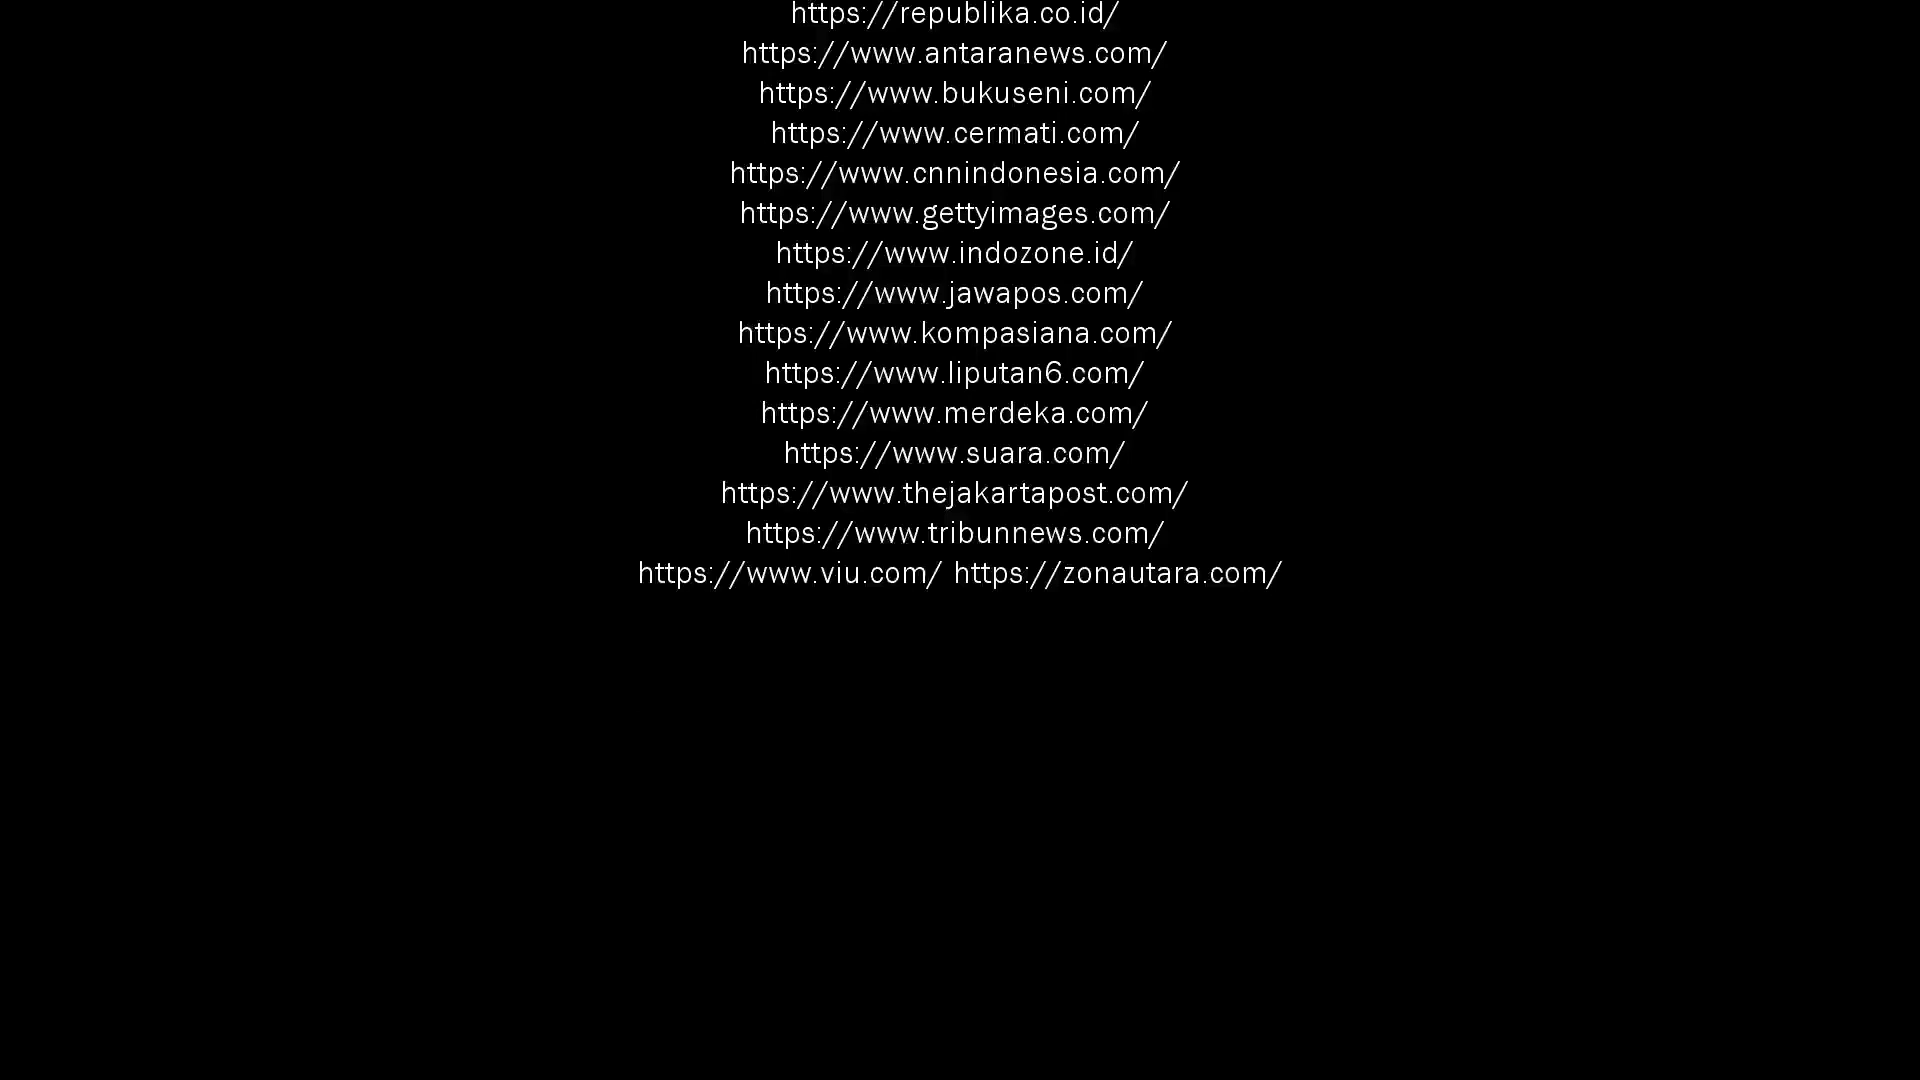 https://republika.co.id/
https://www.antaranews.com/
https://www.bukuseni.com/
https://www.cermati.com/
https://www.cnnindonesia.com/
https://www.gettyimages.com/
https://www.indozone.id/
https://www.jawapos.com/
https://www.kompasiana.com/
https://www.liputan6.com/
https://www.merdeka.com/
https://www.suara.com/
https://www.thejakartapost.com/
https://www.tribunnews.com/
https://www.viu.com/ https://zonautara.com/